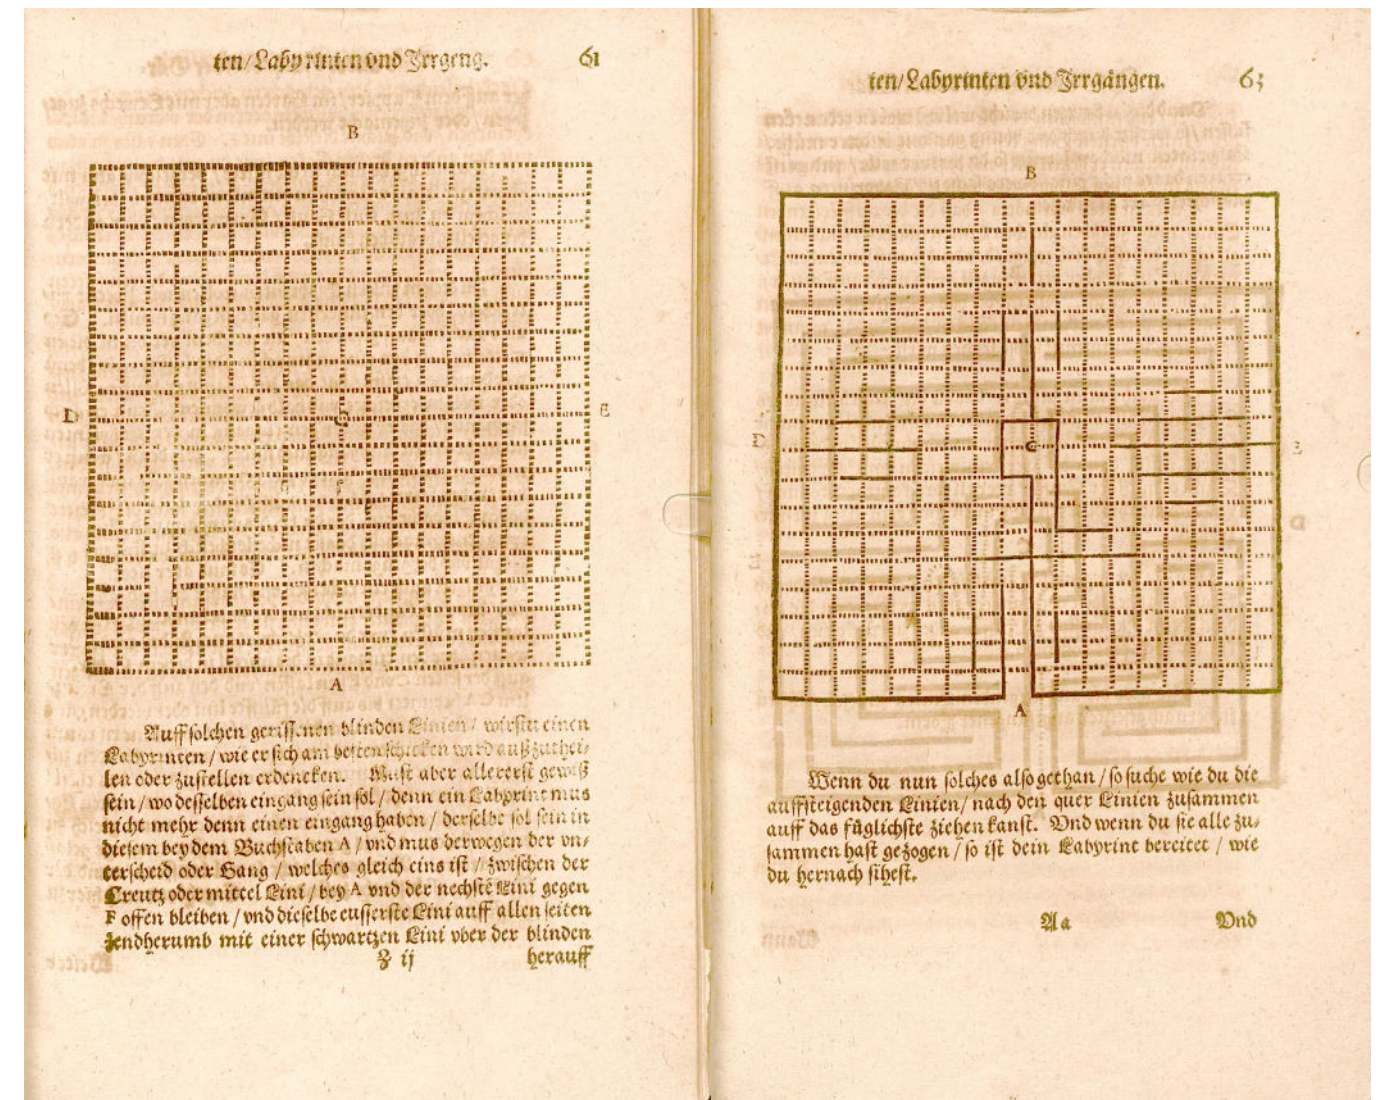 ten/ Labyrinten vnd Jrrgeng. 61
B
D
C
E
A
Auff solchen gerissenen blinden Linien / wirstu einen
Labyrinten / wie er sich am besten schicken wird außzuthei-
len oder zustellen erdencken. Must aber allererst gewiß
sein / wo desselben eingang sein sol / denn ein Labyrint mus
nicht mehr denn einen eingang haben / derselbe sol sein in
diesem bey dem Buchstaben A / vnd mus derwegen der vn-
terscheid oder Gang / welches gleich eins ist / zwischen der
Creutz oder mittel Lini / bey A vnd der nechste Lini gegen
F offen bleiben / vnd dieselbe eusserste Lini auff allen seiten
herumb mit einer schwartzen Lini vber der blinden
Z ij herauff
ten/ Labyrinten vnd Jrrgången. 63
B
D
C
E
A
Wenn du nun solches also gethan / so suche wie du die
auffsteigenden Linien/ nach den quer Linien zusammen
auff das füglichste ziehen kanst. Vnd wenn du sie alle zu-
sammen hast gezogen / so ist dein Labyrint bereitet / wie
du hernach sihest.
Aa Vnd